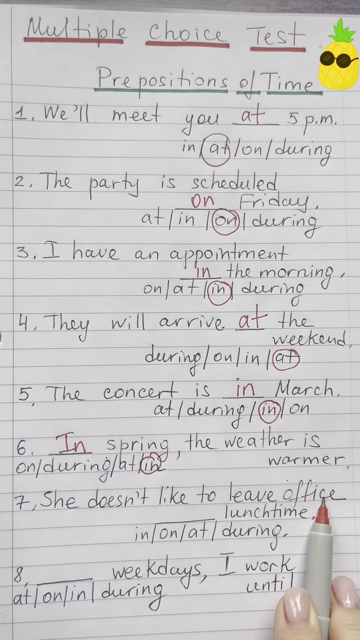 Multiple Choice Test
Prepositions of Time
1. We'll meet you at 5 p.m.
in/at/on/during
2. The party is scheduled
on Friday.
at/in/on/during
3. I have an appointment
in the morning.
on/at/in/during
4. They will arrive at the
weekend.
during/on/in/at
5. The concert is in March.
at/during/in/on
6. In spring, the weather is
on/during/at/in warmer.
7. She doesn't like to leave office
lunchtime.
in/on/at/during.
8. ______ weekdays, I work
at/on/in/during until